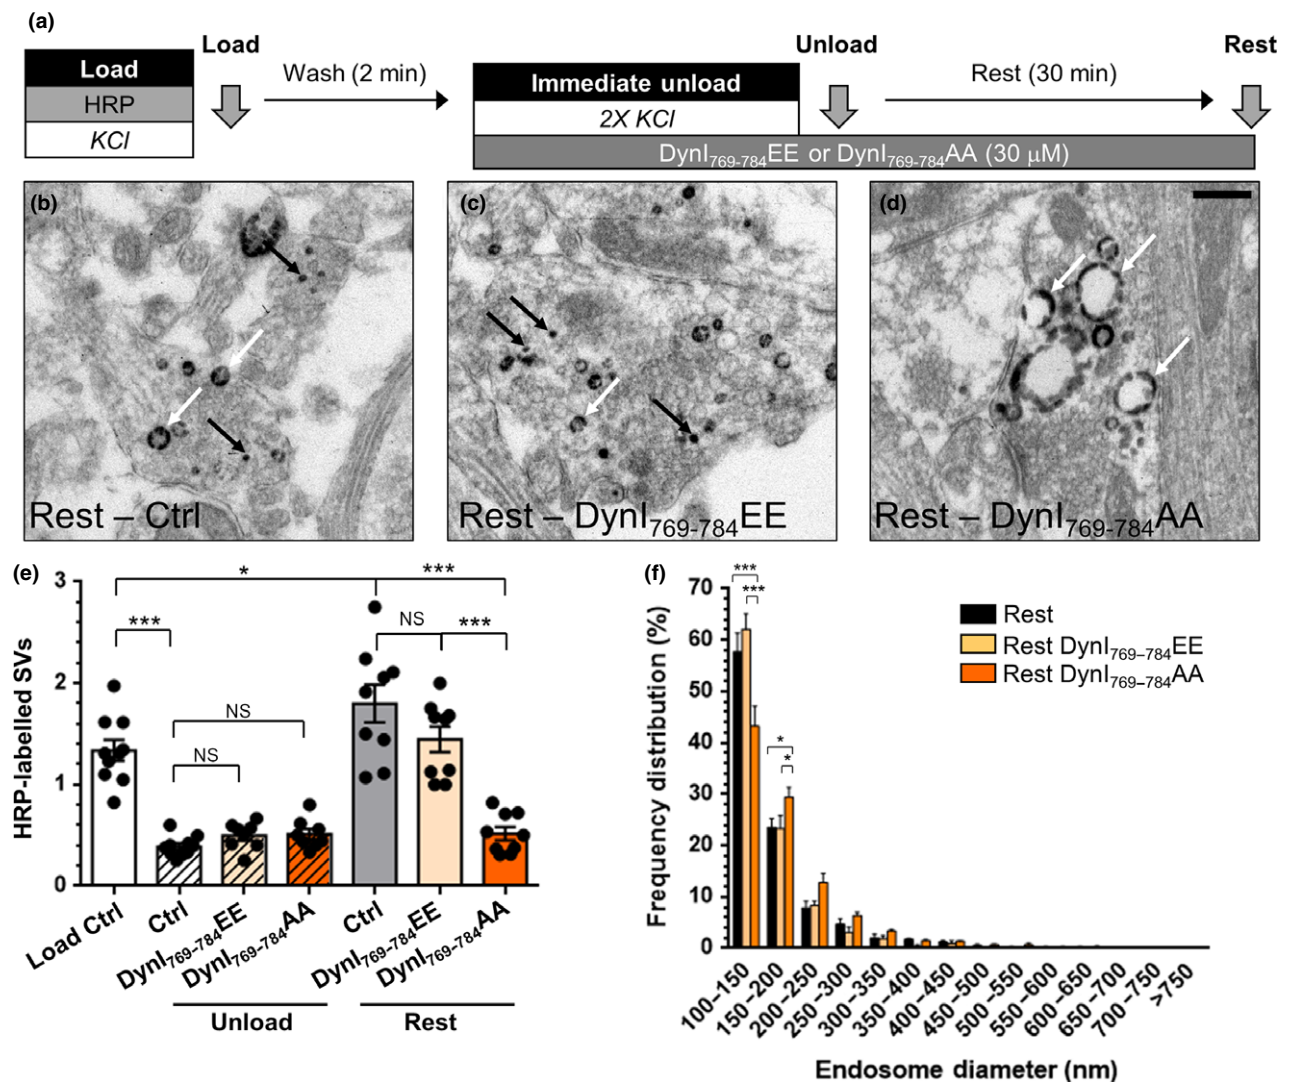 (a)
Load
Unload
Rest
Load
HRP
KCl
Wash (2 min)
Immediate unload
2X KCl
Rest (30 min)
DynI769-784EE or DynI769-784AA (30 µM)
(b)
Rest – Ctrl
(c)
Rest – DynI769-784EE
(d)
Rest – DynI769-784AA
(e)
HRP-labelled SVs
3
2
1
0
*
***
***
NS
***
NS
NS
Load Ctrl
Ctrl
DynI769-784EE
DynI769-784AA
Ctrl
DynI769-784EE
DynI769-784AA
Unload
Rest
(f)
Frequency distribution (%)
70
60
50
40
30
20
10
0
***
***
*
*
Rest
Rest DynI769–784EE
Rest DynI769–784AA
100–150
150–200
200–250
250–300
300–350
350–400
400–450
450–500
500–550
550–600
600–650
650–700
700–750
>750
Endosome diameter (nm)